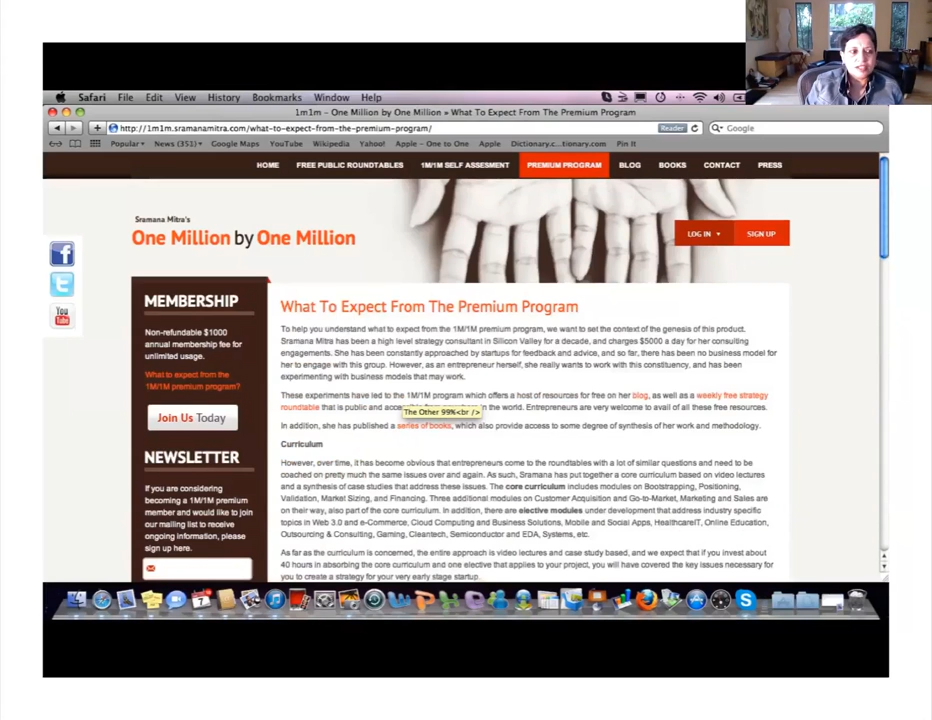 Safari File Edit View History Bookmarks Window Help
1m1m – One Million by One Million » What To Expect From The Premium Program
http://1m1m.sramanamitra.com/what-to-expect-from-the-premium-program/ Reader Google
Popular News (351) Google Maps YouTube Wikipedia Yahoo! Apple – One to One Apple Dictionary.c...tionary.com Pin It
HOME FREE PUBLIC ROUNDTABLES 1M/1M SELF ASSESMENT PREMIUM PROGRAM BLOG BOOKS CONTACT PRESS
Sramana Mitra's
One Million by One Million
LOG IN SIGN UP
You
Tube
MEMBERSHIP
Non-refundable $1000
annual membership fee for
unlimited usage.
What to expect from the
1M/1M premium program?
Join Us Today
NEWSLETTER
If you are considering
becoming a 1M/1M premium
member and would like to join
our mailing list to receive
ongoing information, please
sign up here.
What To Expect From The Premium Program
To help you understand what to expect from the 1M/1M premium program, we want to set the context of the genesis of this product.
Sramana Mitra has been a high level strategy consultant in Silicon Valley for a decade, and charges $5000 a day for her consulting
engagements. She has been constantly approached by startups for feedback and advice, and so far, there has been no business model for
her to engage with this group. However, as an entrepreneur herself, she really wants to work with this constituency, and has been
experimenting with business models that may work.
These experiments have led to the 1M/1M program which offers a host of resources for free on her blog, as well as a weekly free strategy
roundtable that is public and in the world. Entrepreneurs are very welcome to avail of all these free resources.
The Other 99%<br />
In addition, she has published a series of books, which also provide access to some degree of synthesis of her work and methodology.
Curriculum
However, over time, it has become obvious that entrepreneurs come to the roundtables with a lot of similar questions and need to be
coached on pretty much the same issues over and again. As such, Sramana has put together a core curriculum based on video lectures
and a synthesis of case studies that address these issues. The core curriculum includes modules on Bootstrapping, Positioning,
Validation, Market Sizing, and Financing. Three additional modules on Customer Acquisition and Go-to-Market, Marketing and Sales are
on their way, also part of the core curriculum. In addition, there are elective modules under development that address industry specific
topics in Web 3.0 and e-Commerce, Cloud Computing and Business Solutions, Mobile and Social Apps, HealthcareIT, Online Education,
Outsourcing & Consulting, Gaming, Cleantech, Semiconductor and EDA, Systems, etc.
As far as the curriculum is concerned, the entire approach is video lectures and case study based, and we expect that if you invest about
40 hours in absorbing the core curriculum and one elective that applies to your project, you will have covered the key issues necessary for
you to create a strategy for your very early stage startup.